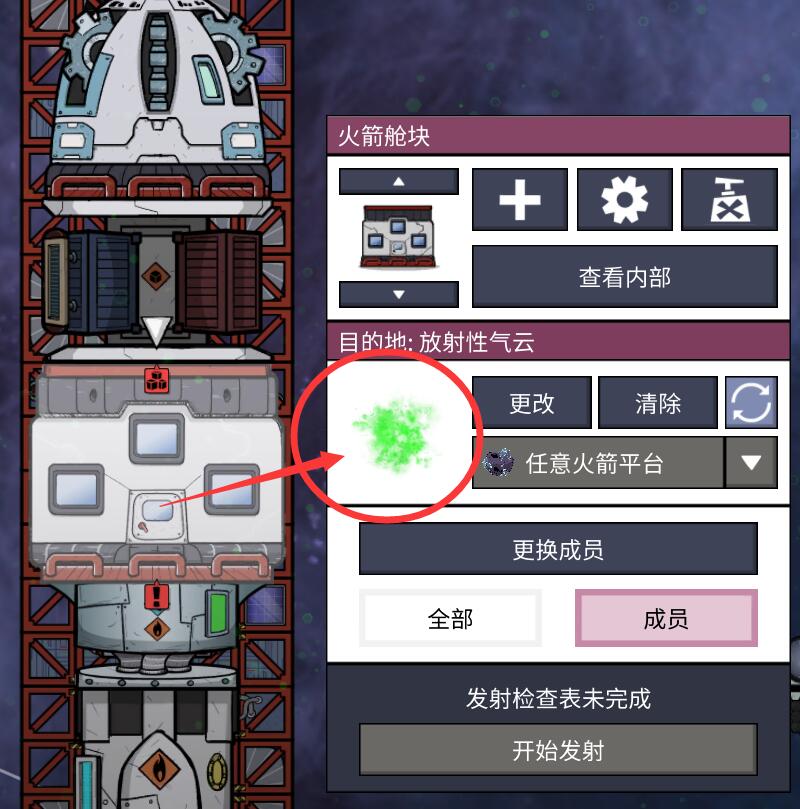 火箭舱块
查看内部
目的地: 放射性气云
更改
清除
任意火箭平台
更换成员
全部
成员
发射检查表未完成
开始发射